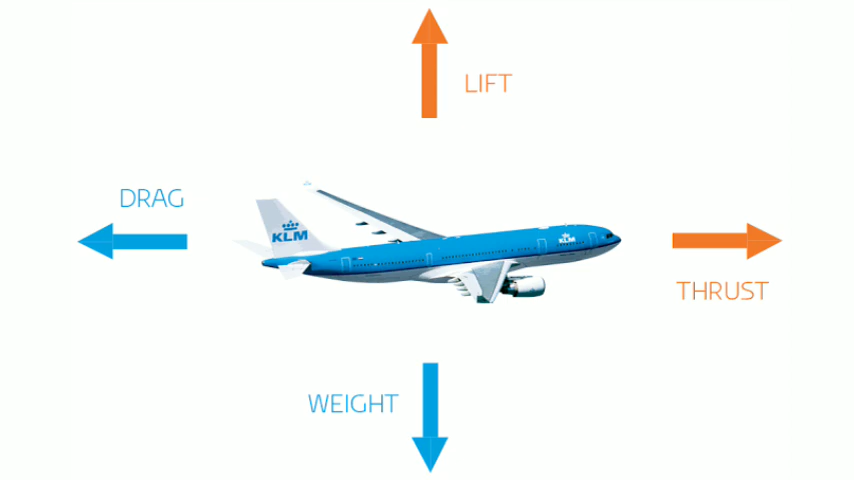 LIFT
DRAG
KLM
KLM
THRUST
WEIGHT